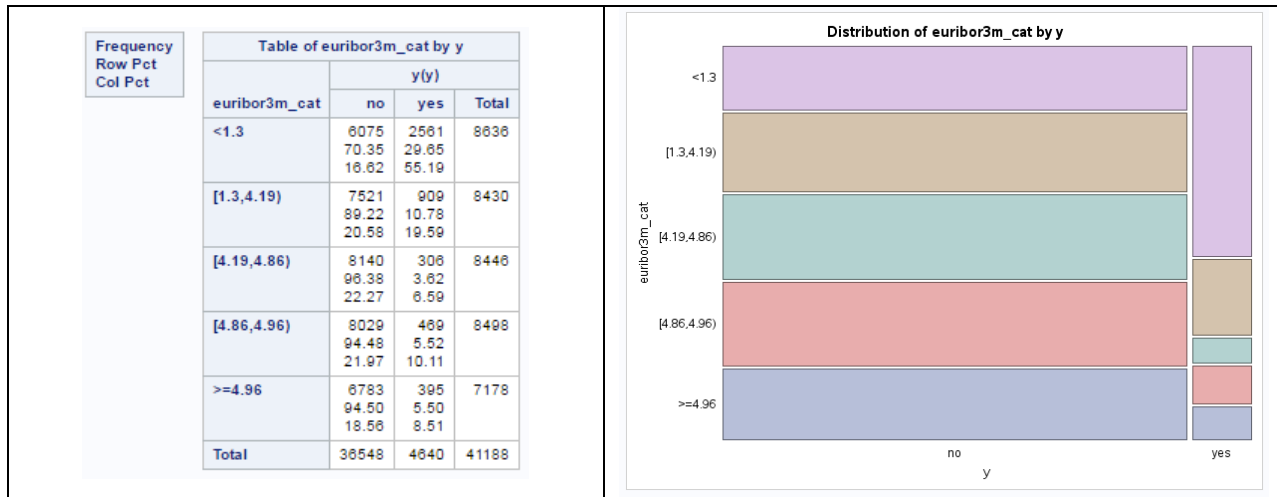 Frequency
Row Pct
Col Pct
Table of euribor3m_cat by y
y(y)
euribor3m_cat no yes Total
<1.3 6075 2561 8636
70.35 29.65
16.62 55.19
[1.3,4.19) 7521 909 8430
89.22 10.78
20.58 19.59
[4.19,4.86) 8140 306 8446
96.38 3.62
22.27 6.59
[4.86,4.96) 8029 469 8498
94.48 5.52
21.97 10.11
>=4.96 6783 395 7178
94.50 5.50
18.56 8.51
Total 36548 4640 41188
Distribution of euribor3m_cat by y
euribor3m_cat
<1.3
[1.3,4.19)
[4.19,4.86)
[4.86,4.96)
>=4.96
no yes
y